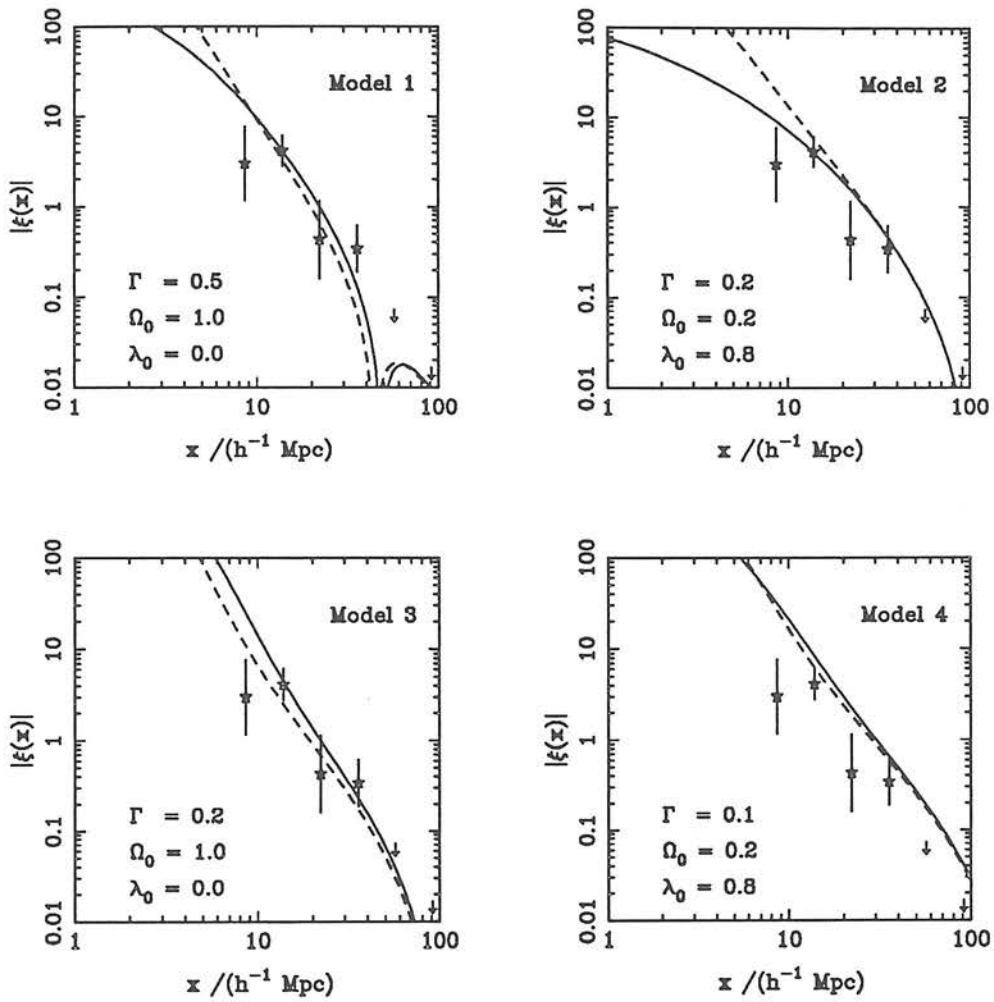 100
10
1
0.1
0.01
|ξ(x)|
Model 1
Γ = 0.5
Ω₀ = 1.0
λ₀ = 0.0
1 10 100
x /(h⁻¹ Mpc)
100
10
1
0.1
0.01
|ξ(x)|
Model 2
Γ = 0.2
Ω₀ = 0.2
λ₀ = 0.8
1 10 100
x /(h⁻¹ Mpc)
100
10
1
0.1
0.01
|ξ(x)|
Model 3
Γ = 0.2
Ω₀ = 1.0
λ₀ = 0.0
1 10 100
x /(h⁻¹ Mpc)
100
10
1
0.1
0.01
|ξ(x)|
Model 4
Γ = 0.1
Ω₀ = 0.2
λ₀ = 0.8
1 10 100
x /(h⁻¹ Mpc)